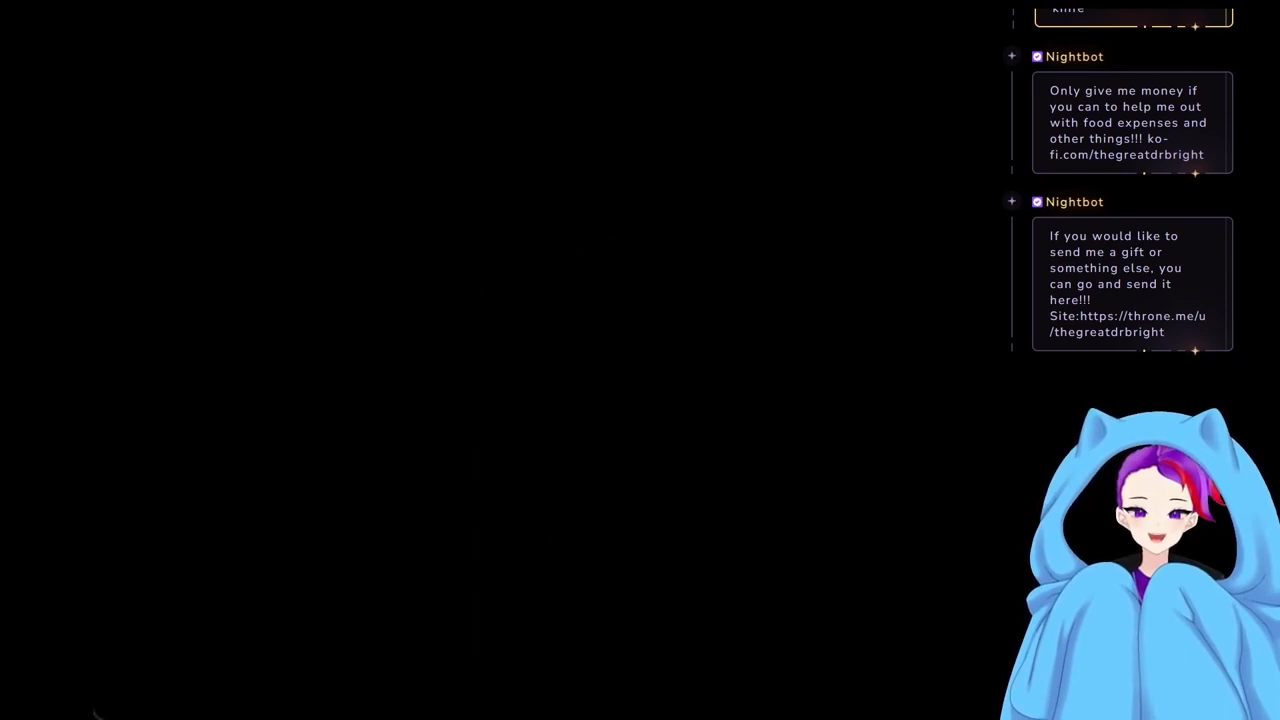 knife
Nightbot
Only give me money if
you can to help me out
with food expenses and
other things!!! ko-
fi.com/thegreatdrbright
Nightbot
If you would like to
send me a gift or
something else, you
can go and send it
here!!!
Site:https://throne.me/u
/thegreatdrbright